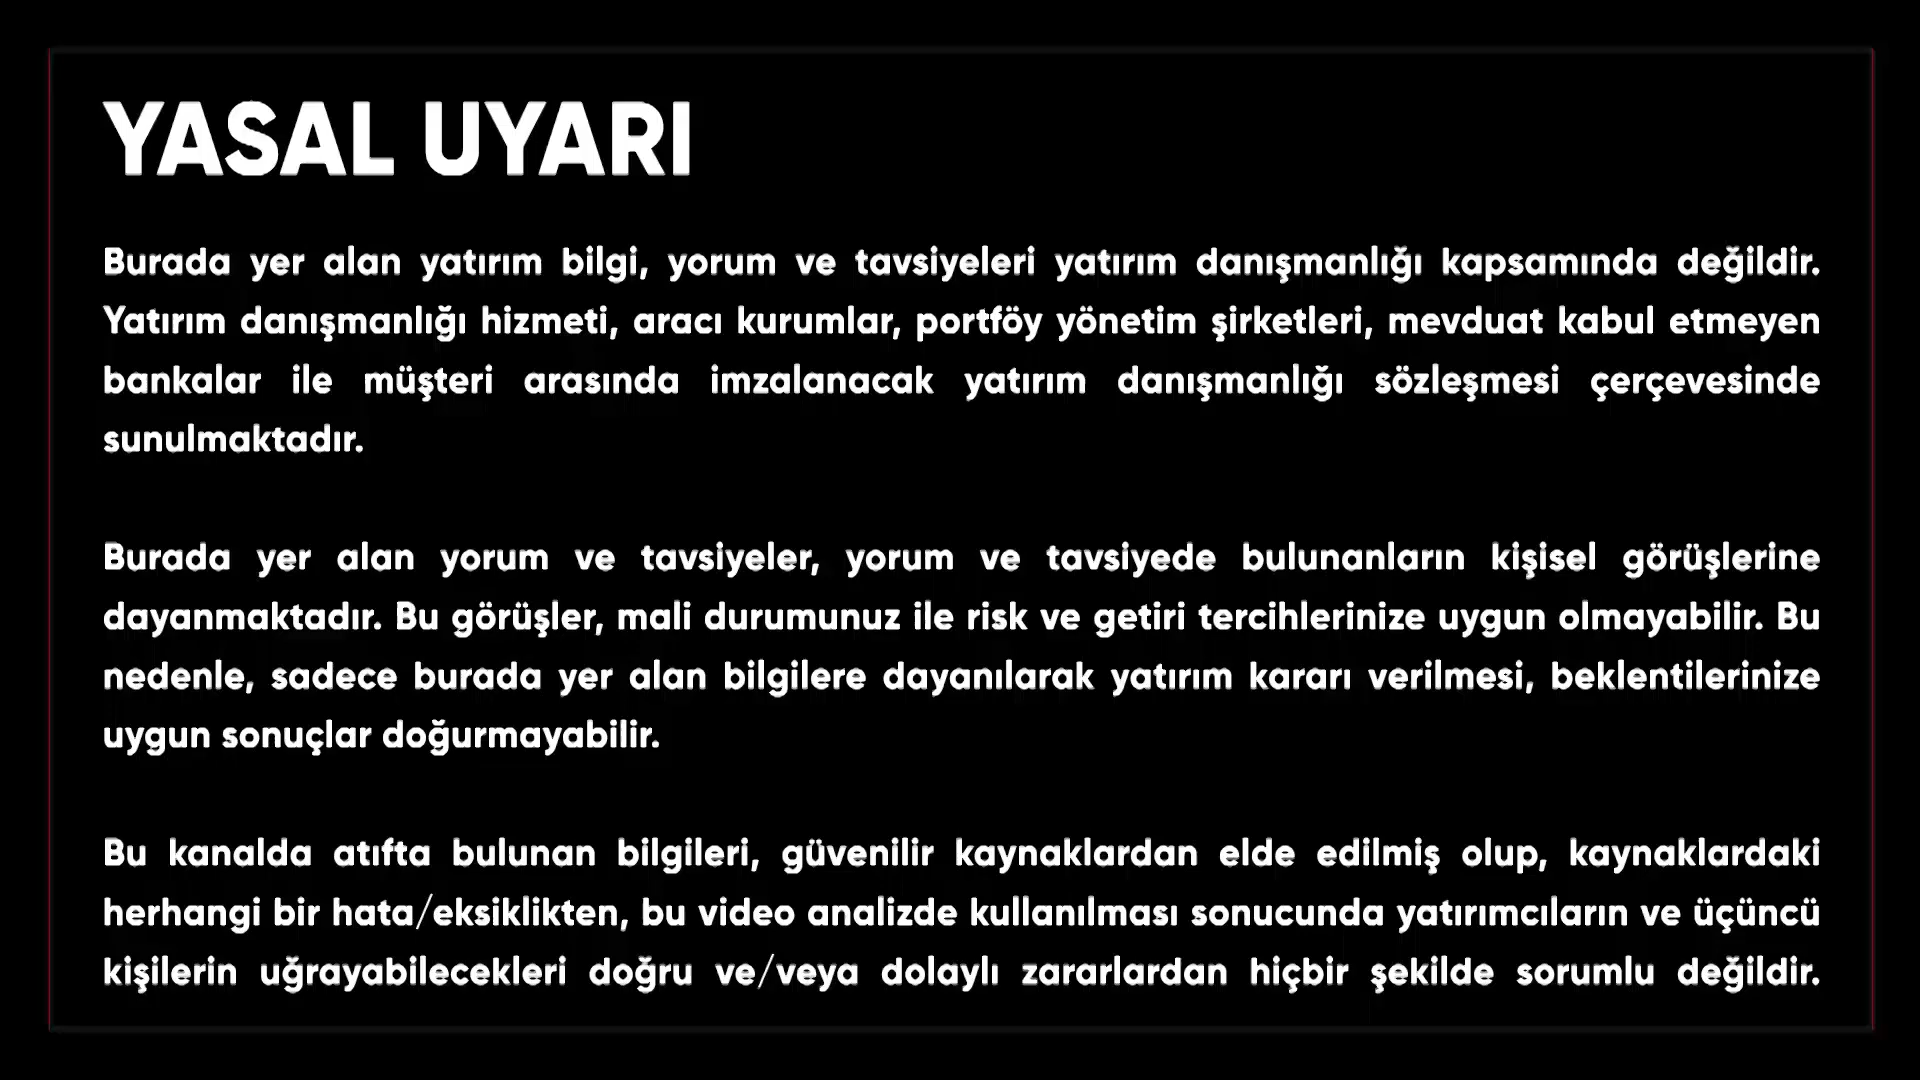 YASAL UYARI
Burada yer alan yatırım bilgi, yorum ve tavsiyeleri yatırım danışmanlığı kapsamında değildir.
Yatırım danışmanlığı hizmeti, aracı kurumlar, portföy yönetim şirketleri, mevduat kabul etmeyen
bankalar ile müşteri arasında imzalanacak yatırım danışmanlığı sözleşmesi çerçevesinde
sunulmaktadır.
Burada yer alan yorum ve tavsiyeler, yorum ve tavsiyede bulunanların kişisel görüşlerine
dayanmaktadır. Bu görüşler, mali durumunuz ile risk ve getiri tercihlerinize uygun olmayabilir. Bu
nedenle, sadece burada yer alan bilgilere dayanılarak yatırım kararı verilmesi, beklentilerinize
uygun sonuçlar doğurmayabilir.
Bu kanalda atıfta bulunan bilgileri, güvenilir kaynaklardan elde edilmiş olup, kaynaklardaki
herhangi bir hata/eksiklikten, bu video analizde kullanılması sonucunda yatırımcıların ve üçüncü
kişilerin uğrayabilecekleri doğru ve/veya dolaylı zararlardan hiçbir şekilde sorumlu değildir.